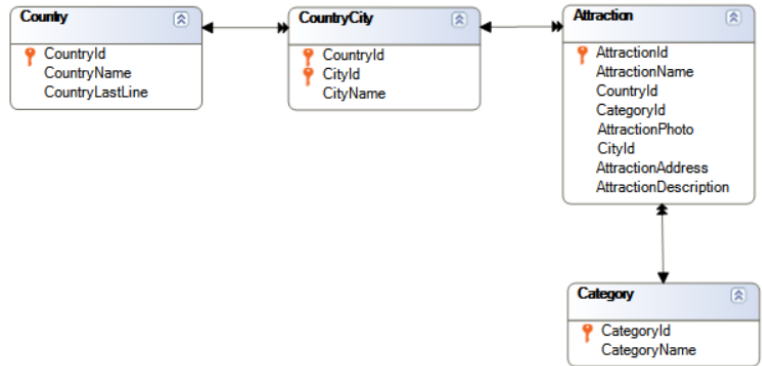 Country
CountryId
CountryName
CountryLastLine
CountryCity
CountryId
CityId
CityName
Attraction
AttractionId
AttractionName
CountryId
CategoryId
AttractionPhoto
CityId
AttractionAddress
AttractionDescription
Category
CategoryId
CategoryName